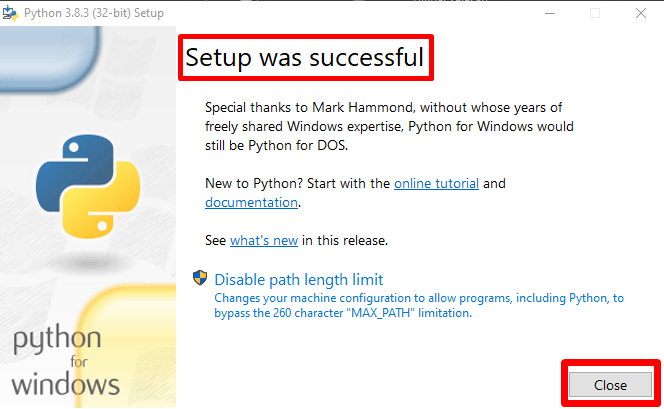 Python 3.8.3 (32-bit) Setup
Setup was successful
Special thanks to Mark Hammond, without whose years of
freely shared Windows expertise, Python for Windows would
still be Python for DOS.
New to Python? Start with the online tutorial and
documentation.
See what's new in this release.
Disable path length limit
Changes your machine configuration to allow programs, including Python, to
bypass the 260 character "MAX_PATH" limitation.
python
for
windows
Close